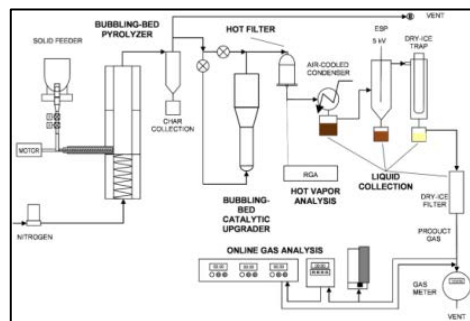 BUBBLING-BED
PYROLYZER
SOLID FEEDER
MOTOR
NITROGEN
CHAR
COLLECTION
HOT FILTER
VENT
ESP
5 kV
DRY-ICE
TRAP
AIR-COOLED
CONDENSER
RGA
HOT VAPOR
ANALYSIS
LIQUID
COLLECTION
BUBBLING-
BED
CATALYTIC
UPGRADER
DRY-ICE
FILTER
PRODUCT
GAS
ONLINE GAS ANALYSIS
GAS
METER
VENT